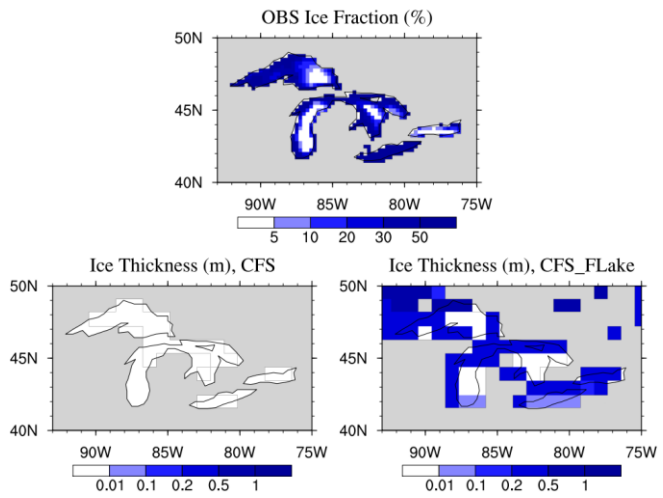 OBS Ice Fraction (%)
50N
45N
40N
90W 85W 80W 75W
5 10 20 30 50
Ice Thickness (m), CFS
50N
45N
40N
90W 85W 80W 75W
0.01 0.1 0.2 0.5 1
Ice Thickness (m), CFS_FLake
50N
45N
40N
90W 85W 80W 75W
0.01 0.1 0.2 0.5 1